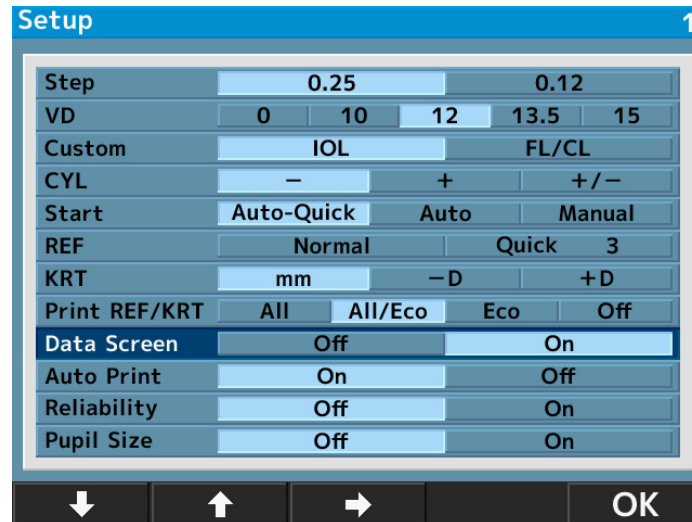 Setup 1
Step 0.25 0.12
VD 0 10 12 13.5 15
Custom IOL FL/CL
CYL − + +/−
Start Auto-Quick Auto Manual
REF Normal Quick 3
KRT mm −D +D
Print REF/KRT All All/Eco Eco Off
Data Screen Off On
Auto Print On Off
Reliability Off On
Pupil Size Off On
OK